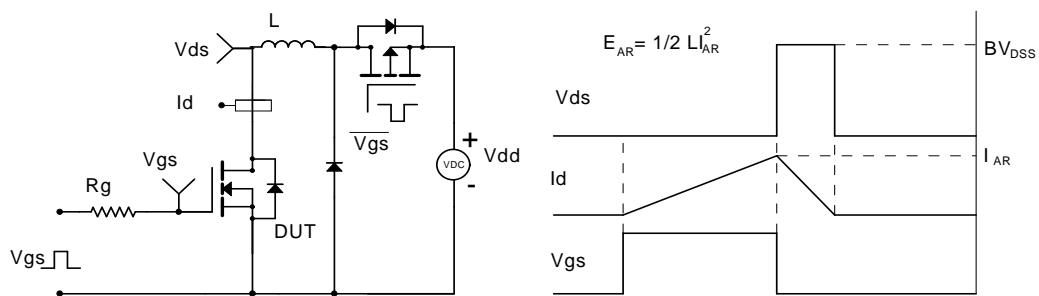 L
Vds
Id
Vgs
Vgs
+
VDC
Vdd
-
Rg
DUT
Vgs
E_AR = 1/2 LI²_AR
BV_DSS
Vds
I_AR
Id
Vgs